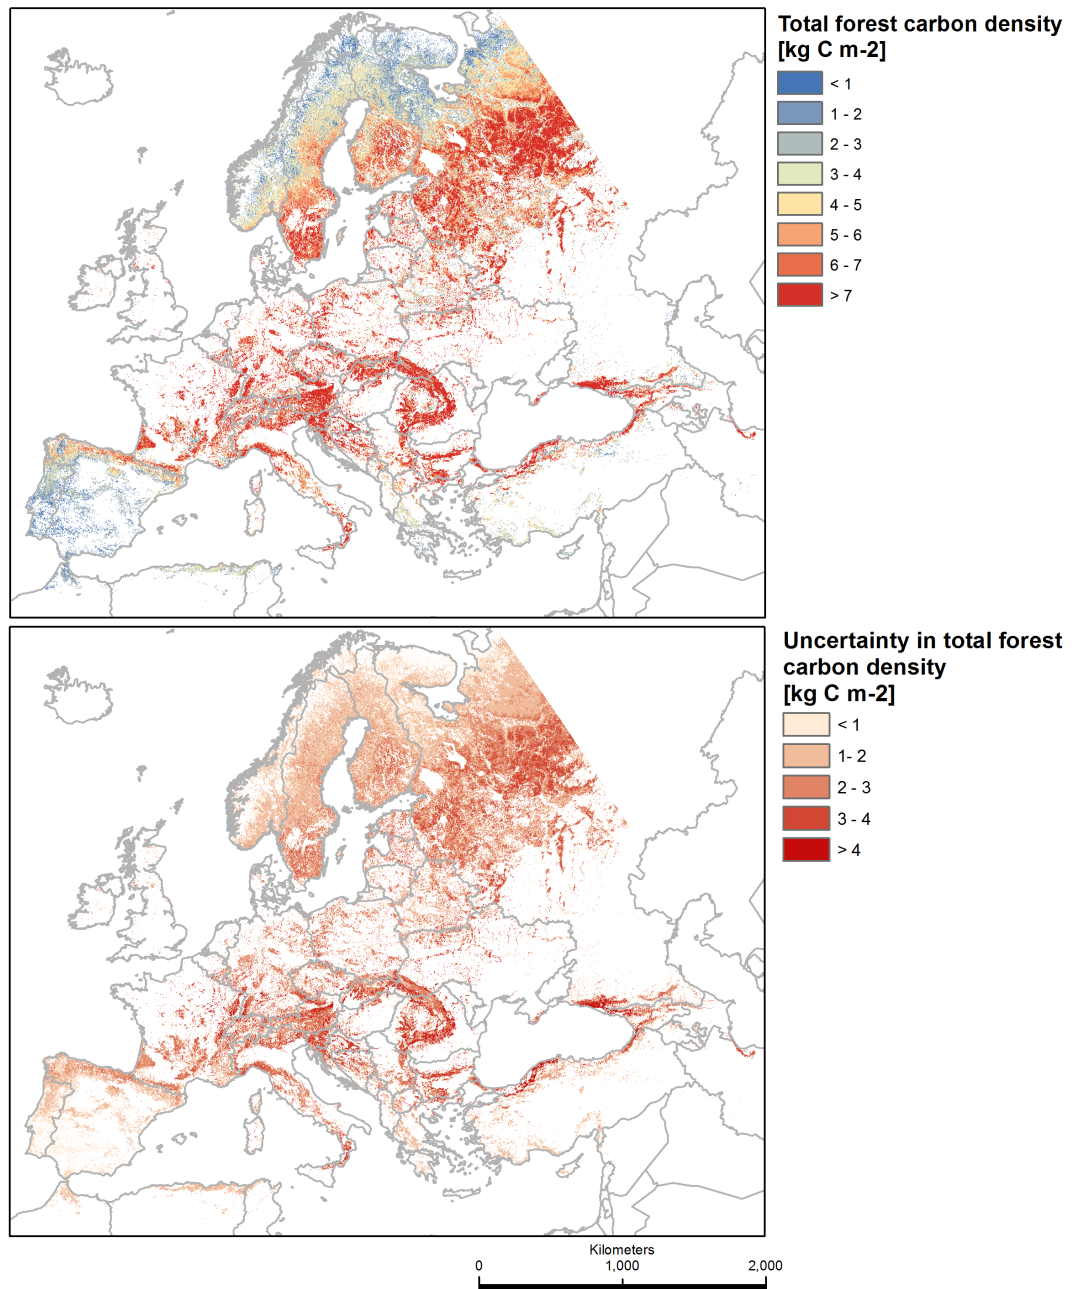 Total forest carbon density
[kg C m-2]
< 1
1 - 2
2 - 3
3 - 4
4 - 5
5 - 6
6 - 7
> 7
Uncertainty in total forest
carbon density
[kg C m-2]
< 1
1- 2
2 - 3
3 - 4
> 4
Kilometers
0 1,000 2,000